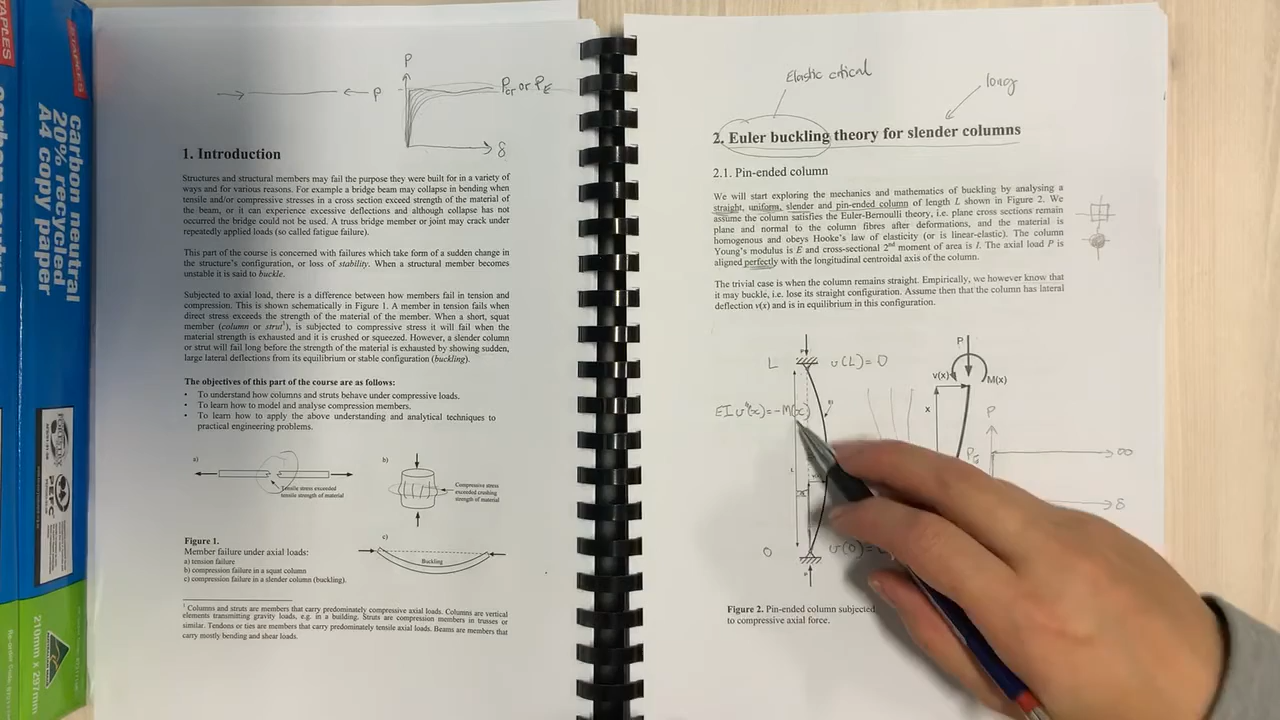 STAPLES
STAPLES
carbon neutral
20% recycled
A4 copy paper
210mm x 297mm
PEFC
P
P
P
cr
or P
E
δ
1. Introduction
Structures and structural members may fail the purpose they were built for in a variety of
ways and for various reasons. For example a bridge beam may collapse in bending when
tensile and/or compressive stresses in a cross section exceed strength of the material of
the beam, or it can experience excessive deflections and although collapse has not
occurred the bridge could not be used. A truss bridge member or joint may crack under
repeatedly applied loads (so called fatigue failure).
This part of the course is concerned with failures which take form of a sudden change in
the structure's configuration, or loss of stability. When a structural member becomes
unstable it is said to buckle.
Subjected to axial load, there is a difference between how members fail in tension and
compression. This is shown schematically in Figure 1. A member in tension fails when
direct stress exceeds the strength of the material of the member. When a short, squat
member (column or strut¹), is subjected to compressive stress it will fail when the
material strength is exhausted and it is crushed or squeezed. However, a slender column
or strut will fail long before the strength of the material is exhausted by showing sudden,
large lateral deflections from its equilibrium or stable configuration (buckling).
The objectives of this part of the course are as follows:
• To understand how columns and struts behave under compressive loads.
• To learn how to model and analyse compression members.
• To learn how to apply the above understanding and analytical techniques to
practical engineering problems.
a)
Tensile stress exceeded
tensile strength of material
b)
Compressive stress
exceeded crushing
strength of material
c)
Buckling
Figure 1.
Member failure under axial loads:
a) tension failure
b) compression failure in a squat column
c) compression failure in a slender column (buckling).
¹ Columns and struts are members that carry predominately compressive axial loads. Columns are vertical
elements transmitting gravity loads, e.g. in a building. Struts are compression members in trusses or
similar. Tendons or ties are members that carry predominately tensile axial loads. Beams are members that
carry mostly bending and shear loads.
Elastic critical
long
2. Euler buckling theory for slender columns
2.1. Pin-ended column
We will start exploring the mechanics and mathematics of buckling by analysing a
straight, uniform, slender and pin-ended column of length L shown in Figure 2. We
assume the column satisfies the Euler-Bernoulli theory, i.e. plane cross sections remain
plane and normal to the column fibres after deformations, and the material is
homogenous and obeys Hooke's law of elasticity (or is linear-elastic). The column
Young's modulus is E and cross-sectional 2nd moment of area is I. The axial load P is
aligned perfectly with the longitudinal centroidal axis of the column.
The trivial case is when the column remains straight. Empirically, we however know that
it may buckle, i.e. lose its straight configuration. Assume then that the column has lateral
deflection v(x) and is in equilibrium in this configuration.
L
v(L)=0
EI v''(x)=-M(x)
0
v(0)=
P
v(x)
M(x)
x
P
∞
δ
Figure 2. Pin-ended column subjected
to compressive axial force.